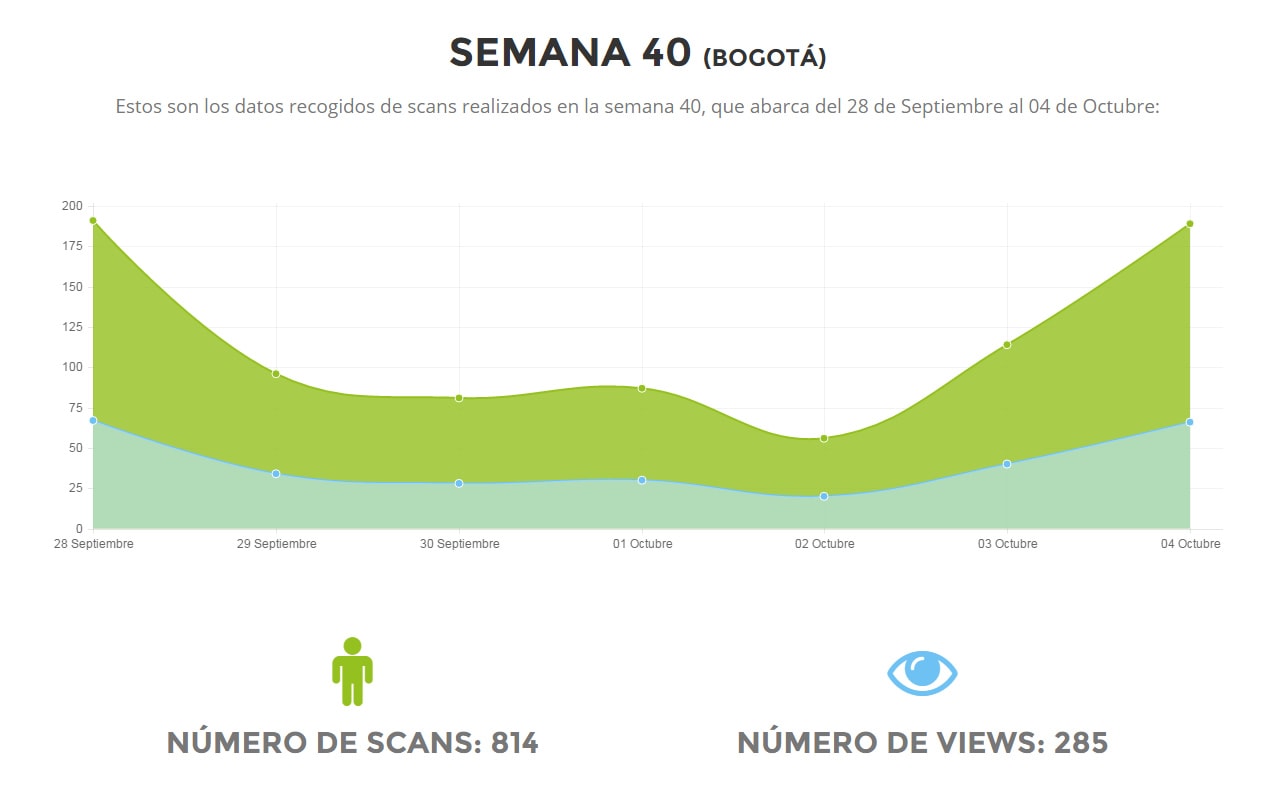 SEMANA 40 (BOGOTÁ)
Estos son los datos recogidos de scans realizados en la semana 40, que abarca del 28 de Septiembre al 04 de Octubre:
200
175
150
125
100
75
50
25
0
28 Septiembre 29 Septiembre 30 Septiembre 01 Octubre 02 Octubre 03 Octubre 04 Octubre
NÚMERO DE SCANS: 814 NÚMERO DE VIEWS: 285